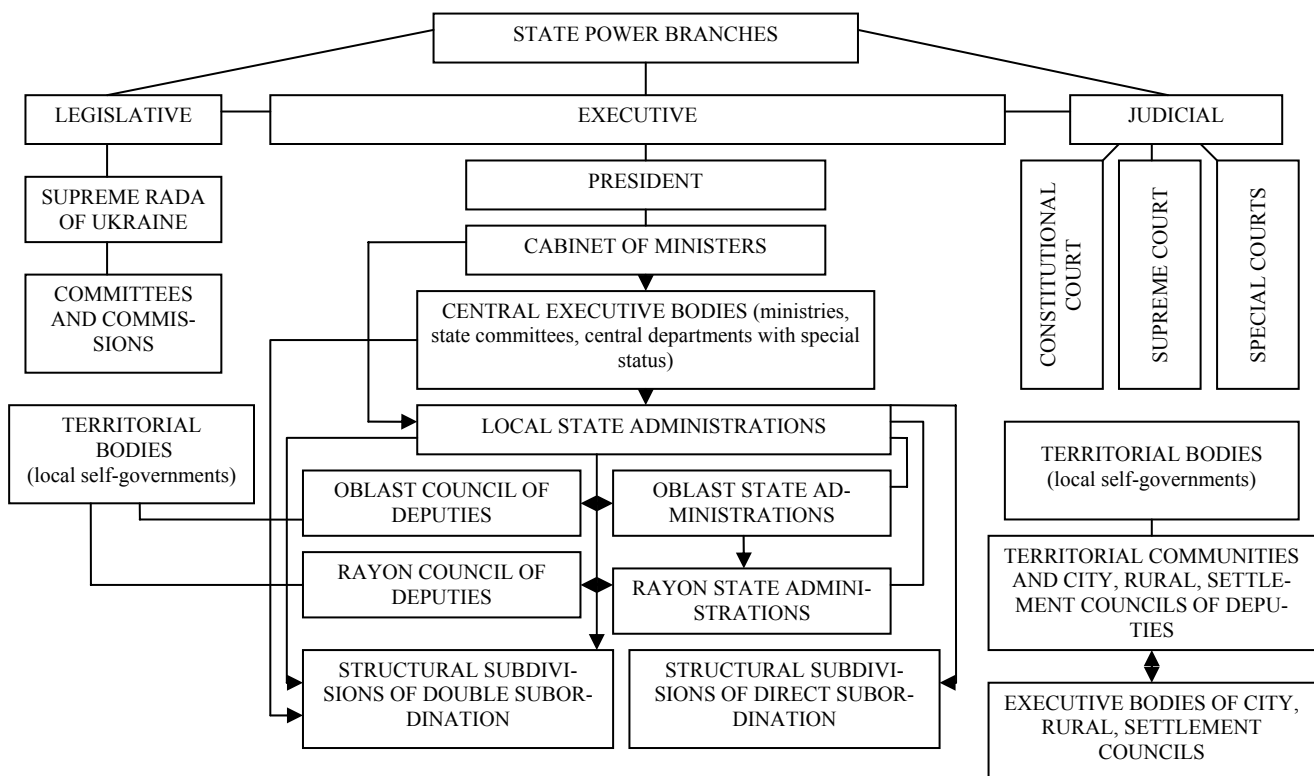 STATE POWER BRANCHES
LEGISLATIVE
EXECUTIVE
JUDICIAL
SUPREME RADA
OF UKRAINE
COMMITTEES
AND COMMIS-
SIONS
PRESIDENT
CABINET OF MINISTERS
CENTRAL EXECUTIVE BODIES (ministries,
state committees, central departments with special
status)
CONSTITUTIONAL
COURT
SUPREME COURT
SPECIAL COURTS
LOCAL STATE ADMINISTRATIONS
TERRITORIAL
BODIES
(local self-governments)
OBLAST COUNCIL OF
DEPUTIES
OBLAST STATE AD-
MINISTRATIONS
RAYON COUNCIL OF
DEPUTIES
RAYON STATE ADMINI-
STRATIONS
STRUCTURAL SUBDIVI-
SIONS OF DOUBLE SUBOR-
DINATION
STRUCTURAL SUBDIVI-
SIONS OF DIRECT SUBOR-
DINATION
TERRITORIAL BODIES
(local self-governments)
TERRITORIAL COMMUNITIES
AND CITY, RURAL, SETTLE-
MENT COUNCILS OF DEPU-
TIES
EXECUTIVE BODIES OF CITY,
RURAL, SETTLEMENT
COUNCILS